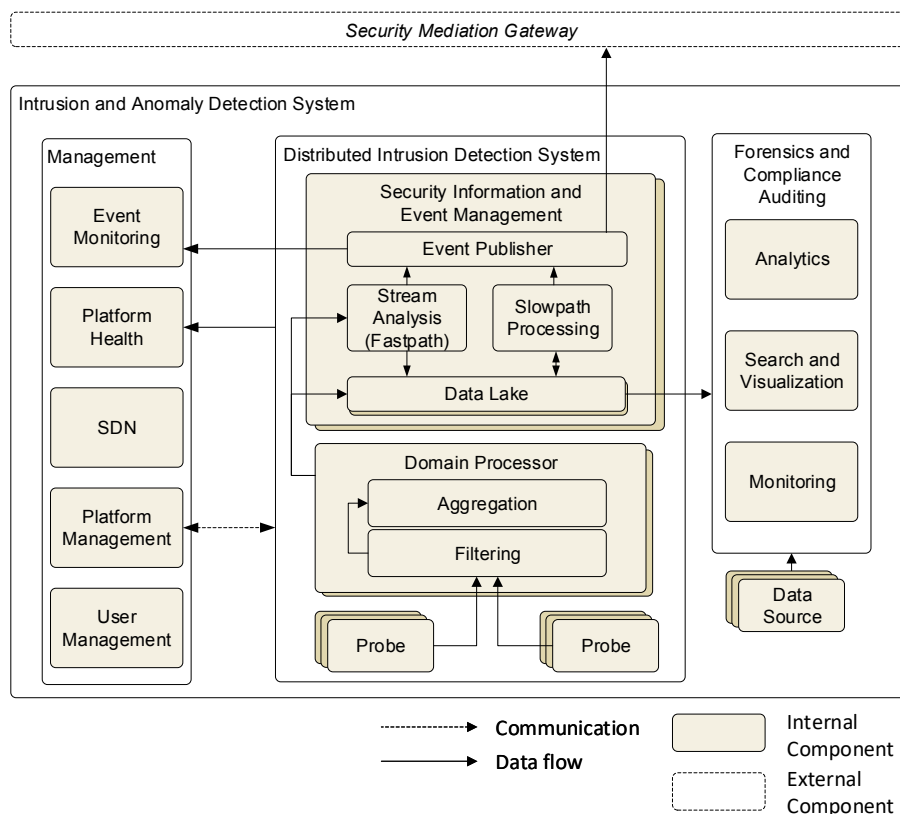 Security Mediation Gateway
Intrusion and Anomaly Detection System
Management
Event
Monitoring
Platform
Health
SDN
Platform
Management
User
Management
Distributed Intrusion Detection System
Security Information and
Event Management
Event Publisher
Stream
Analysis
(Fastpath)
Slowpath
Processing
Data Lake
Domain Processor
Aggregation
Filtering
Probe
Probe
Forensics and
Compliance
Auditing
Analytics
Search and
Visualization
Monitoring
Data
Source
Communication
Data flow
Internal
Component
External
Component